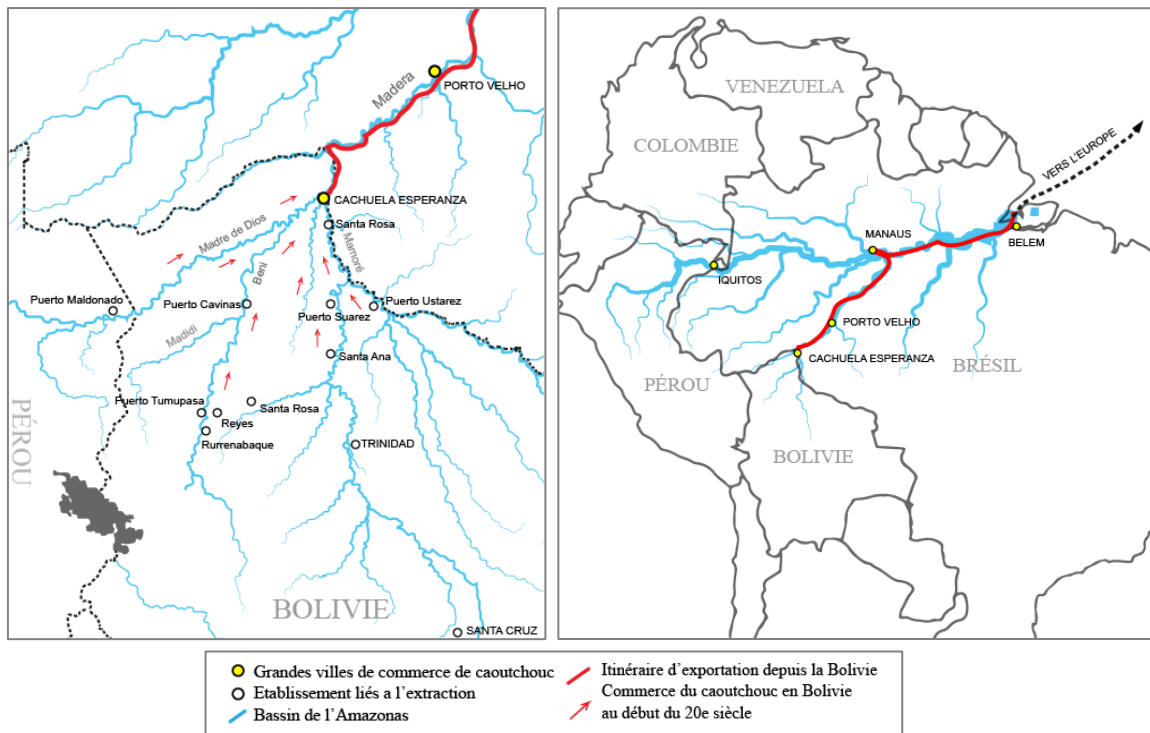 Madera
PORTO VELHO
CACHUELA ESPERANZA
Santa Rosa
Madre de Dios
Mamoré
Beni
Puerto Maldonado
Puerto Cavinas
Puerto Suarez
Puerto Ustarez
Madidi
Santa Ana
Puerto Tumupasa
Santa Rosa
Reyes
Rurrenabaque
TRINIDAD
PÉROU
BOLIVIE
SANTA CRUZ
VENEZUELA
COLOMBIE
VERS L'EUROPE
MANAUS
BELEM
IQUITOS
PORTO VELHO
CACHUELA ESPERANZA
BRÉSIL
PÉROU
BOLIVIE
Grandes villes de commerce de caoutchouc
Etablissement liés a l'extraction
Bassin de l'Amazonas
Itinéraire d'exportation depuis la Bolivie
Commerce du caoutchouc en Bolivie
au début du 20e siècle